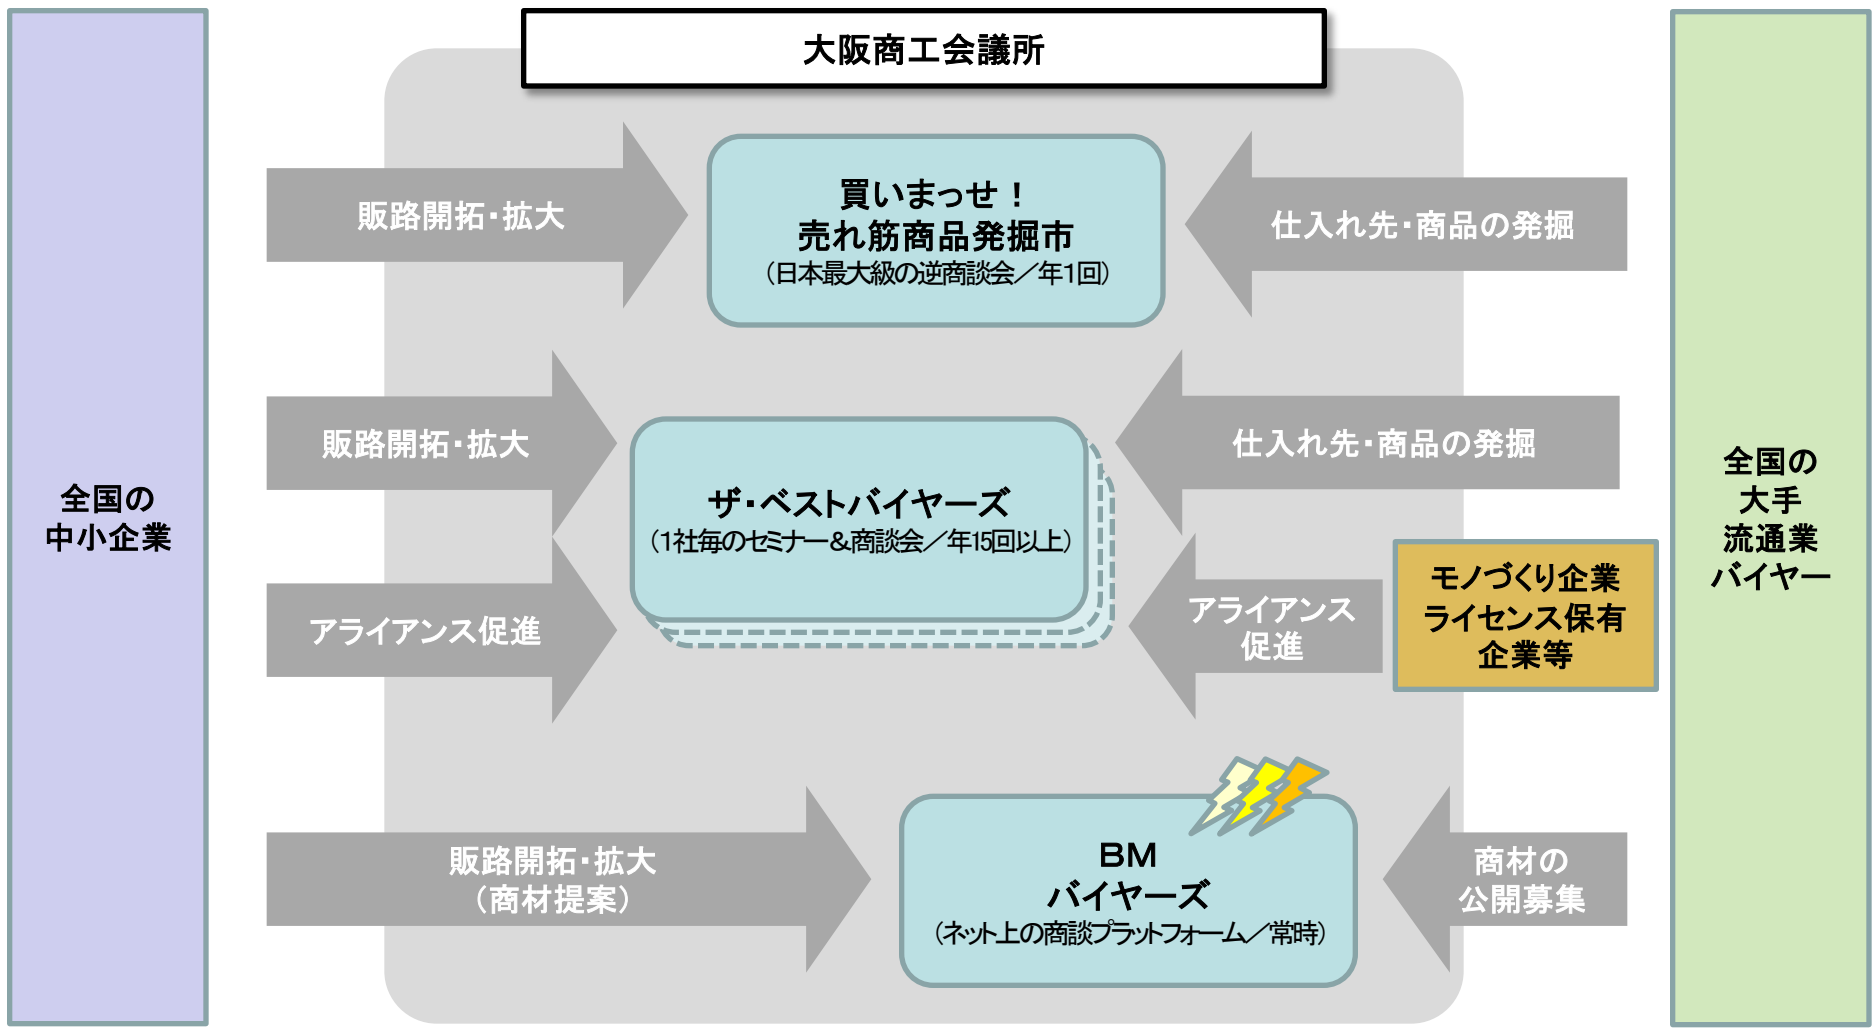 大阪商工会議所
全国の
中小企業
販路開拓・拡大
買いまっせ！
売れ筋商品発掘市
（日本最大級の逆商談会／年１回）
仕入れ先・商品の発掘
販路開拓・拡大
ザ・ベストバイヤーズ
（１社毎のセミナー＆商談会／年15回以上）
仕入れ先・商品の発掘
アライアンス促進
アライアンス
促進
モノづくり企業
ライセンス保有
企業等
販路開拓・拡大
（商材提案）
ＢＭ
バイヤーズ
（ネット上の商談プラットフォーム／常時）
商材の
公開募集
全国の
大手
流通業
バイヤー